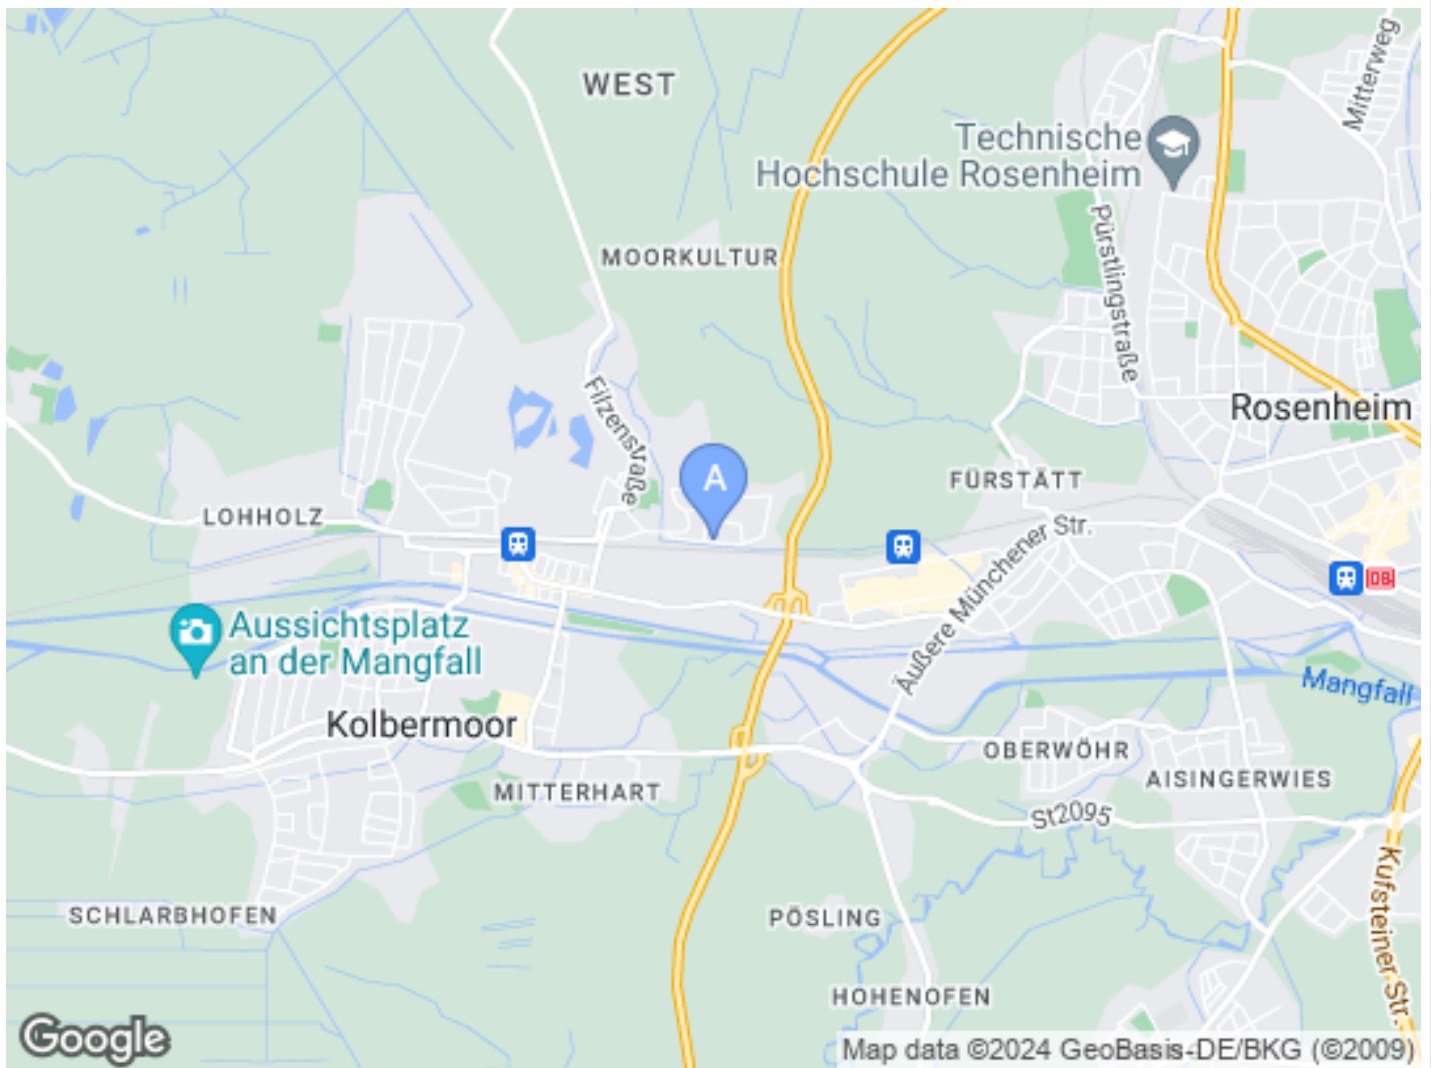 WEST
Mitterweg
Technische
Hochschule Rosenheim
MOORKULTUR
Pürstlingstraße
Filzenstraße
Rosenheim
A
FÜRSTÄTT
LOHHOLZ
Äußere Münchener Str.
DB
Aussichtsplatz
an der Mangfall
Mangfall
Kolbermoor
OBERWÖHR
AISINGERWIES
MITTERHART
St2095
Kufsteiner Str.
SCHLARBHOFEN
PÖSLING
HOHENOFEN
Google
Map data ©2024 GeoBasis-DE/BKG (©2009)